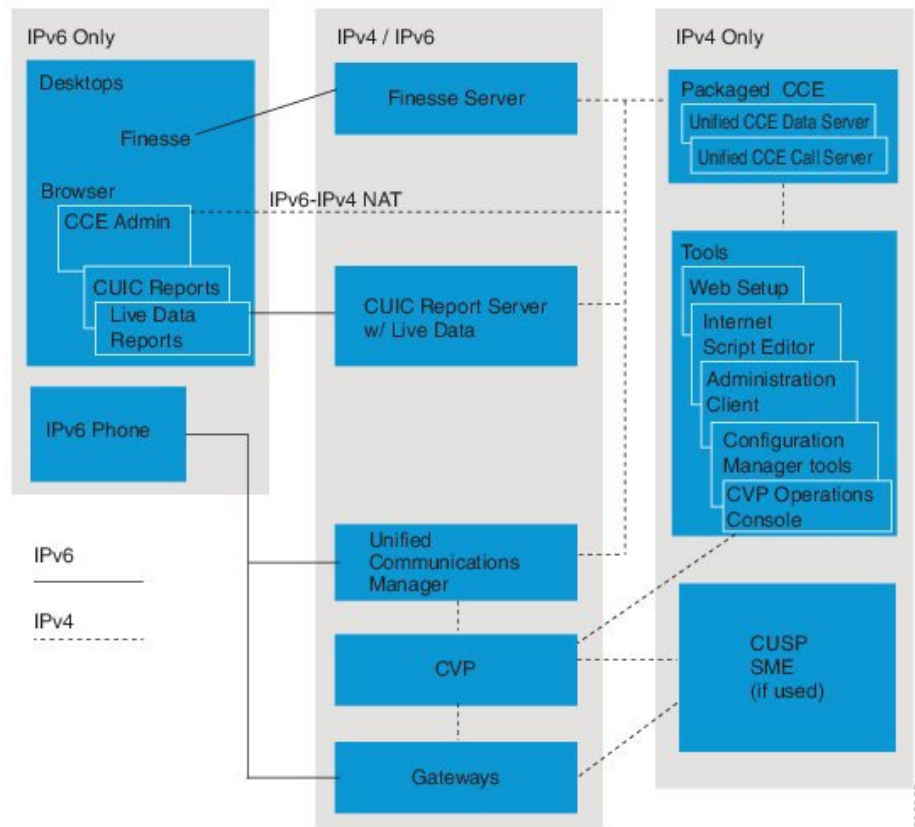 IPv6 Only
Desktops
Finesse
Browser
CCE Admin
CUIC Reports
Live Data
Reports
IPv6 Phone
IPv6
IPv4
IPv4 / IPv6
Finesse Server
IPv6-IPv4 NAT
CUIC Report Server
w/ Live Data
Unified
Communications
Manager
CVP
Gateways
IPv4 Only
Packaged CCE
Unified CCE Data Server
Unified CCE Call Server
Tools
Web Setup
Internet
Script Editor
Administration
Client
Configuration
Manager tools
CVP Operations
Console
CUSP
SME
(if used)